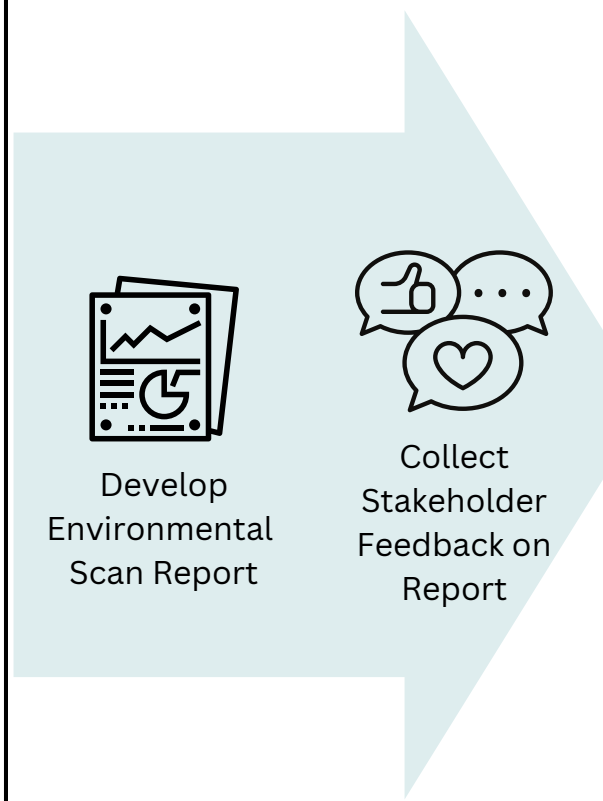 Develop
Environmental
Scan Report
Collect
Stakeholder
Feedback on
Report